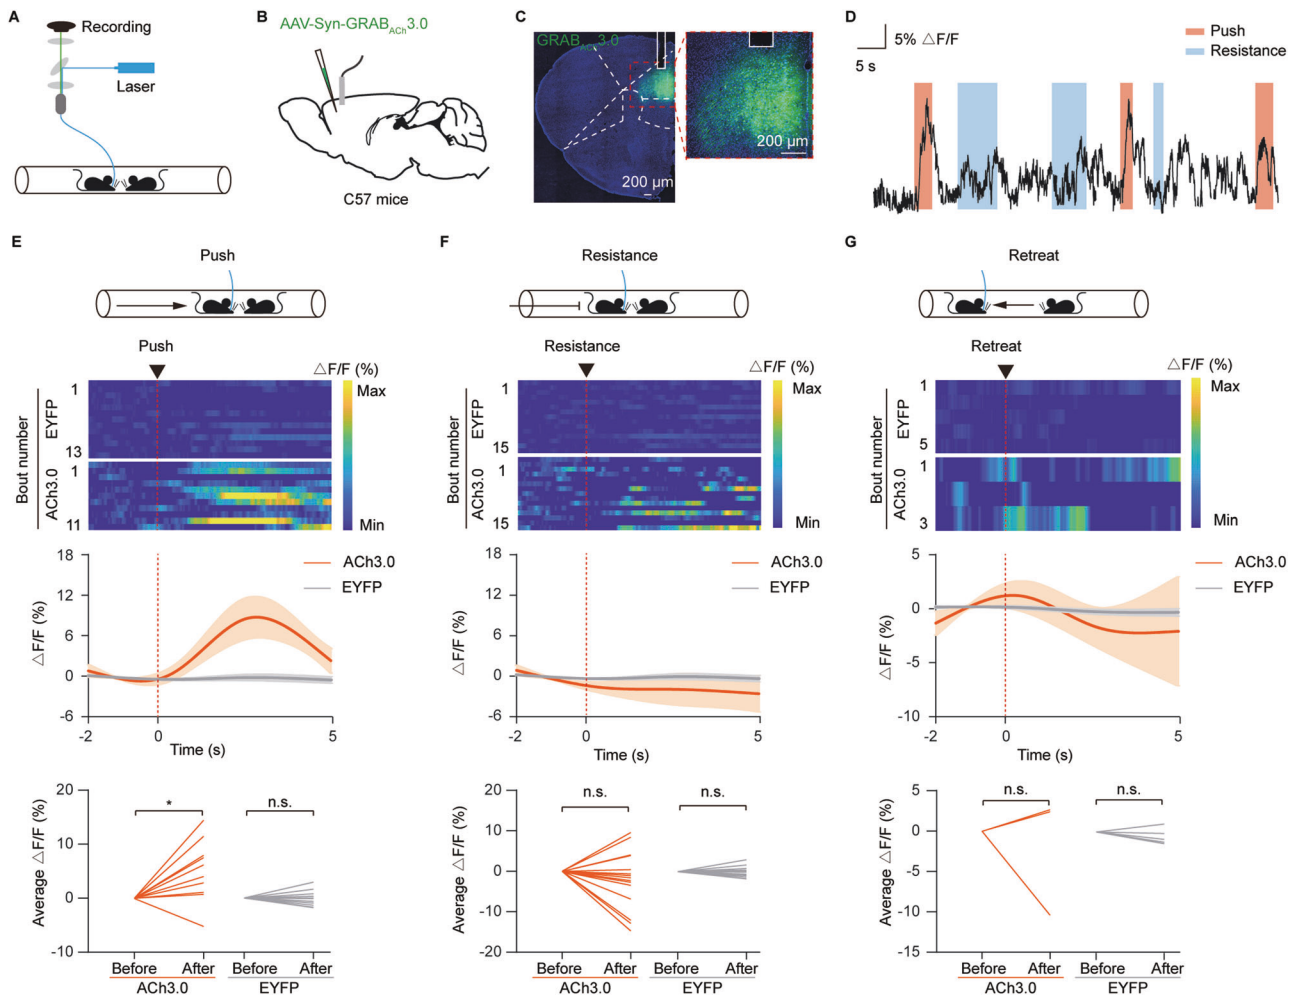 A
Recording
Laser
B
AAV-Syn-GRABACh3.0
C57 mice
C
GRABACh3.0
200 μm
200 μm
D
5% △F/F
5 s
Push
Resistance
E
Push
Push
△F/F (%)
Max
Min
Bout number
EYFP
ACh3.0
1
13
1
11
ACh3.0
EYFP
△F/F (%)
18
12
6
0
-6
-2
0
5
Time (s)
Average △F/F (%)
20
10
0
-10
*
n.s.
Before
After
Before
After
ACh3.0
EYFP
F
Resistance
Resistance
△F/F (%)
Max
Min
Bout number
EYFP
ACh3.0
1
15
1
15
ACh3.0
EYFP
△F/F (%)
18
12
6
0
-6
-2
0
5
Time (s)
Average △F/F (%)
20
10
0
-10
-20
n.s.
n.s.
Before
After
Before
After
ACh3.0
EYFP
G
Retreat
Retreat
△F/F (%)
Max
Min
Bout number
EYFP
ACh3.0
1
5
1
3
ACh3.0
EYFP
△F/F (%)
5
0
-5
-10
-2
0
5
Time (s)
Average △F/F (%)
5
0
-5
-10
-15
n.s.
n.s.
Before
After
Before
After
ACh3.0
EYFP